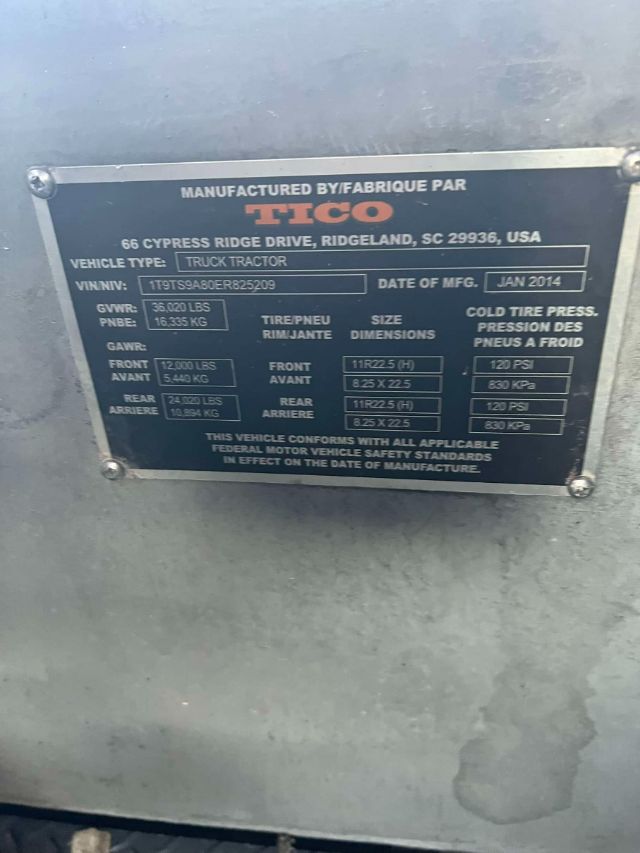 MANUFACTURED BY/FABRIQUE PAR
TICO
66 CYPRESS RIDGE DRIVE, RIDGELAND, SC 29936, USA
VEHICLE TYPE: TRUCK TRACTOR
VIN/NIV: 1T9TS9A80ER825209 DATE OF MFG. JAN 2014
GVWR: 36,020 LBS
PNBE: 16,335 KG
TIRE/PNEU SIZE
RIM/JANTE DIMENSIONS
COLD TIRE PRESS.
PRESSION DES
PNEUS A FROID
GAWR:
FRONT 12,000 LBS FRONT 11R22.5 (H) 120 PSI
AVANT 5,440 KG AVANT 8.25 X 22.5 830 KPa
REAR 24,020 LBS REAR 11R22.5 (H) 120 PSI
ARRIERE 10,894 KG ARRIERE 8.25 X 22.5 830 KPa
THIS VEHICLE CONFORMS WITH ALL APPLICABLE
FEDERAL MOTOR VEHICLE SAFETY STANDARDS
IN EFFECT ON THE DATE OF MANUFACTURE.